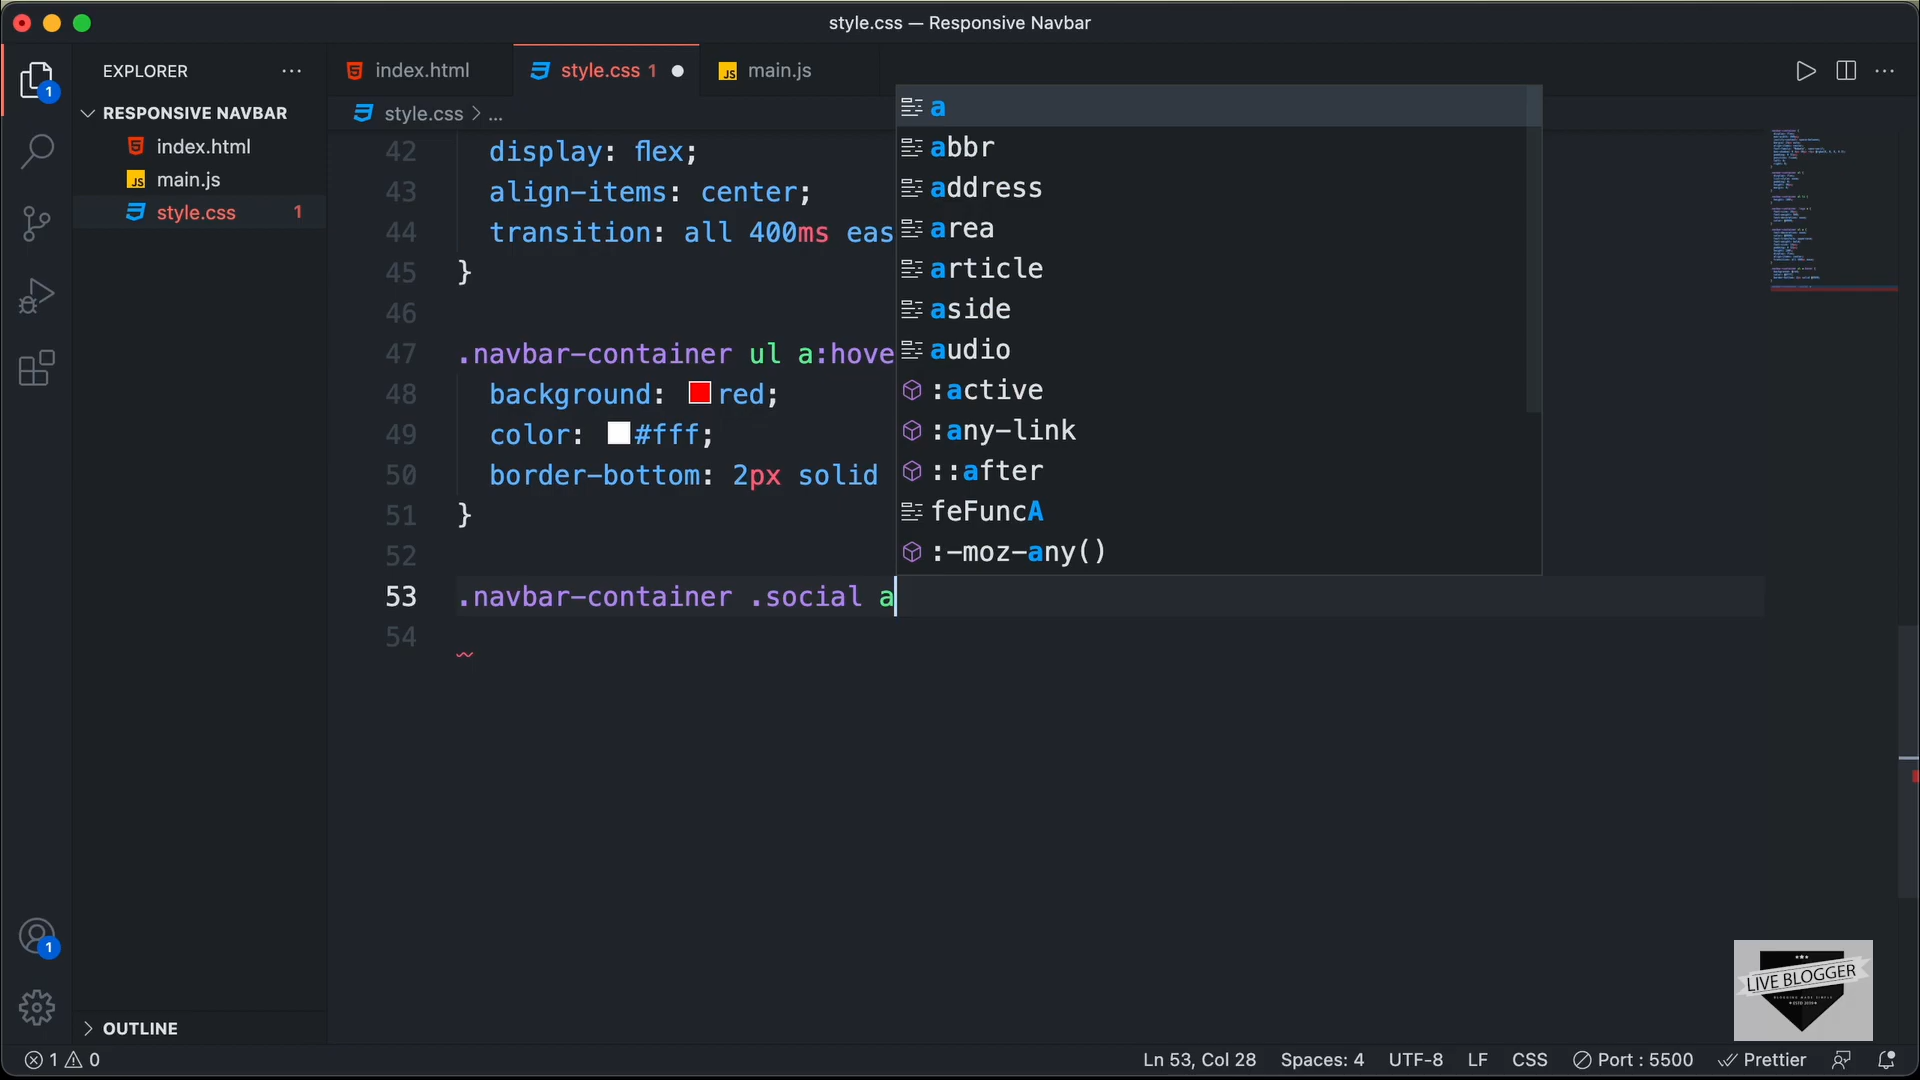 style.css — Responsive Navbar
EXPLORER
index.html
style.css 1
main.js
RESPONSIVE NAVBAR
index.html
main.js
style.css 1
style.css > ...
42 display: flex;
43 align-items: center;
44 transition: all 400ms eas
45 }
46
47 .navbar-container ul a:hove
48 background: red;
49 color: #fff;
50 border-bottom: 2px solid
51 }
52
53 .navbar-container .social a
54
a
abbr
address
area
article
aside
audio
:active
:any-link
::after
feFuncA
:-moz-any()
1
1
OUTLINE
LIVE BLOGGER
1 0
Ln 53, Col 28
Spaces: 4
UTF-8
LF
CSS
Port : 5500
Prettier